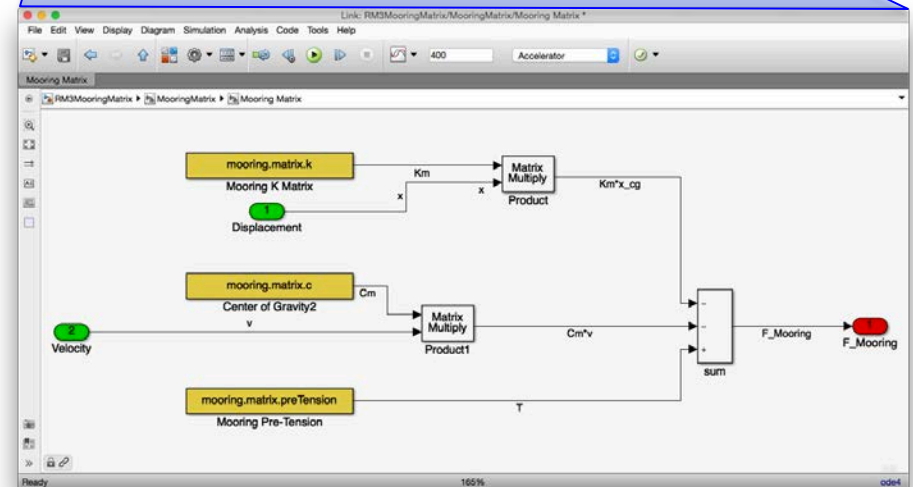 Link: RM3MooringMatrix/MooringMatrix/Mooring Matrix *
File Edit View Display Diagram Simulation Analysis Code Tools Help
400 Accelerator
Mooring Matrix
RM3MooringMatrix ▶ MooringMatrix ▶ Mooring Matrix
mooring.matrix.k
Mooring K Matrix
Km
x
x
Matrix
Multiply
Product
Km*x_cg
1
Displacement
mooring.matrix.c
Center of Gravity2
Cm
v
Matrix
Multiply
Product1
Cm*v
2
Velocity
−
−
+
sum
F_Mooring
1
F_Mooring
mooring.matrix.preTension
Mooring Pre-Tension
T
Ready 165% ode4